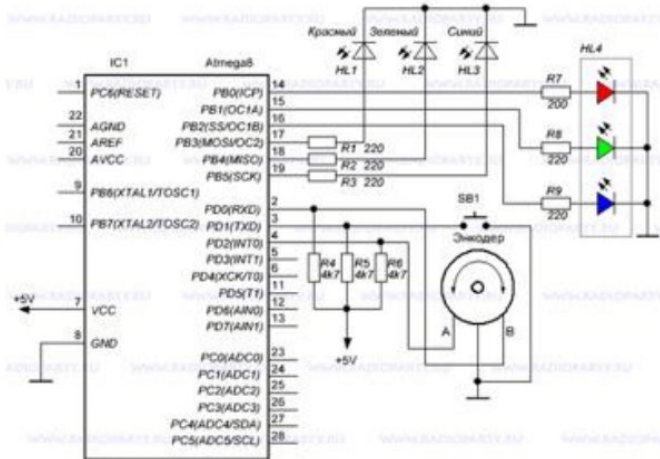 WWW.RADIOPARTY.RU
IC1 Atmega8
Красный Зеленый Синий
HL1 HL2 HL3
HL4
1 PC6(RESET)
22 AGND
21 AREF
20 AVCC
9 PB6(XTAL1/TOSC1)
10 PB7(XTAL2/TOSC2)
+5V 7 VCC
8 GND
PB0(ICP) 14
PB1(OC1A) 15
PB2(SS/OC1B) 16
PB3(MOSI/OC2) 17
PB4(MISO) 18
PB5(SCK) 19
PD0(RXD) 2
PD1(TXD) 3
PD2(INT0) 4
PD3(INT1) 5
PD4(XCK/T0) 6
PD5(T1) 11
PD6(AIN0) 12
PD7(AIN1) 13
PC0(ADC0) 23
PC1(ADC1) 24
PC2(ADC2) 25
PC3(ADC3) 26
PC4(ADC4/SDA) 27
PC5(ADC5/SCL) 28
R1 220
R2 220
R3 220
R4 4k7
R5 4k7
R6 4k7
+5V
R7 200
R8 220
R9 220
SB1
Энкодер
A B